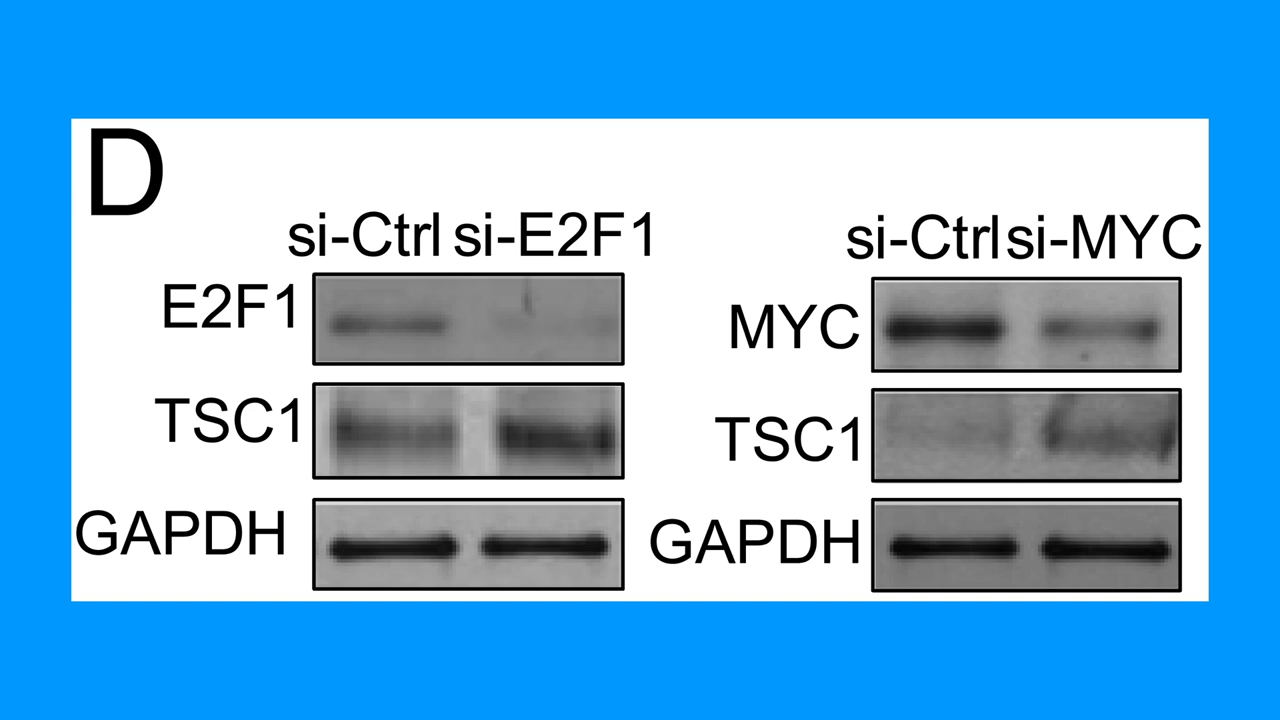 D
si-Ctrl si-E2F1
E2F1
TSC1
GAPDH
si-Ctrl si-MYC
MYC
TSC1
GAPDH